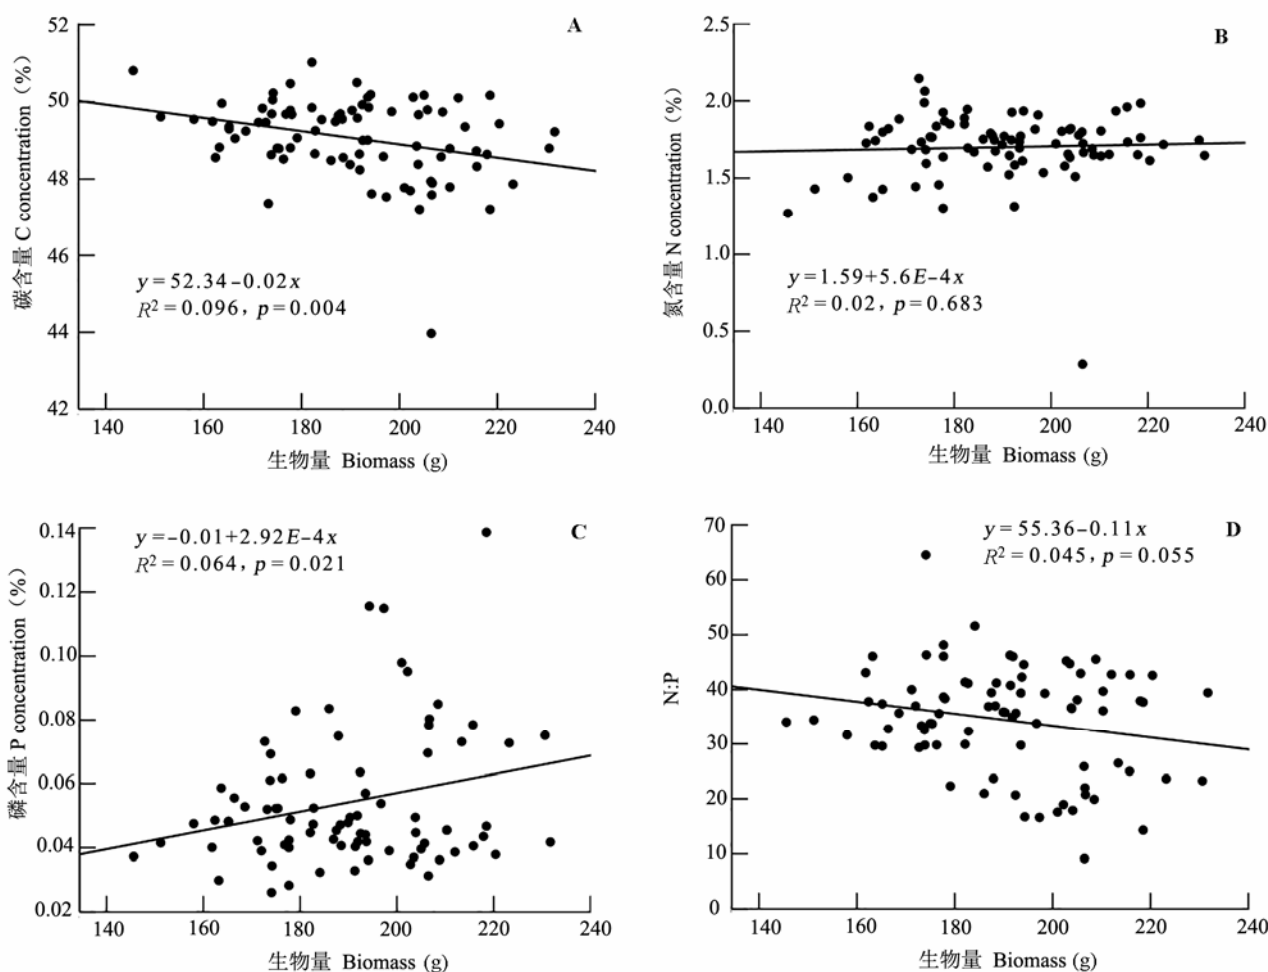 A
碳含量 C concentration（%）
52
50
48
46
44
42
y=52.34-0.02x
R²=0.096, p=0.004
140 160 180 200 220 240
生物量 Biomass (g)
B
氮含量 N concentration（%）
2.5
2.0
1.5
1.0
0.5
0.0
y=1.59+5.6E-4x
R²=0.02, p=0.683
140 160 180 200 220 240
生物量 Biomass (g)
C
磷含量 P concentration（%）
0.14
0.12
0.10
0.08
0.06
0.04
0.02
y=-0.01+2.92E-4x
R²=0.064, p=0.021
140 160 180 200 220 240
生物量 Biomass (g)
D
N:P
70
60
50
40
30
20
10
0
y=55.36-0.11x
R²=0.045, p=0.055
140 160 180 200 220 240
生物量 Biomass (g)